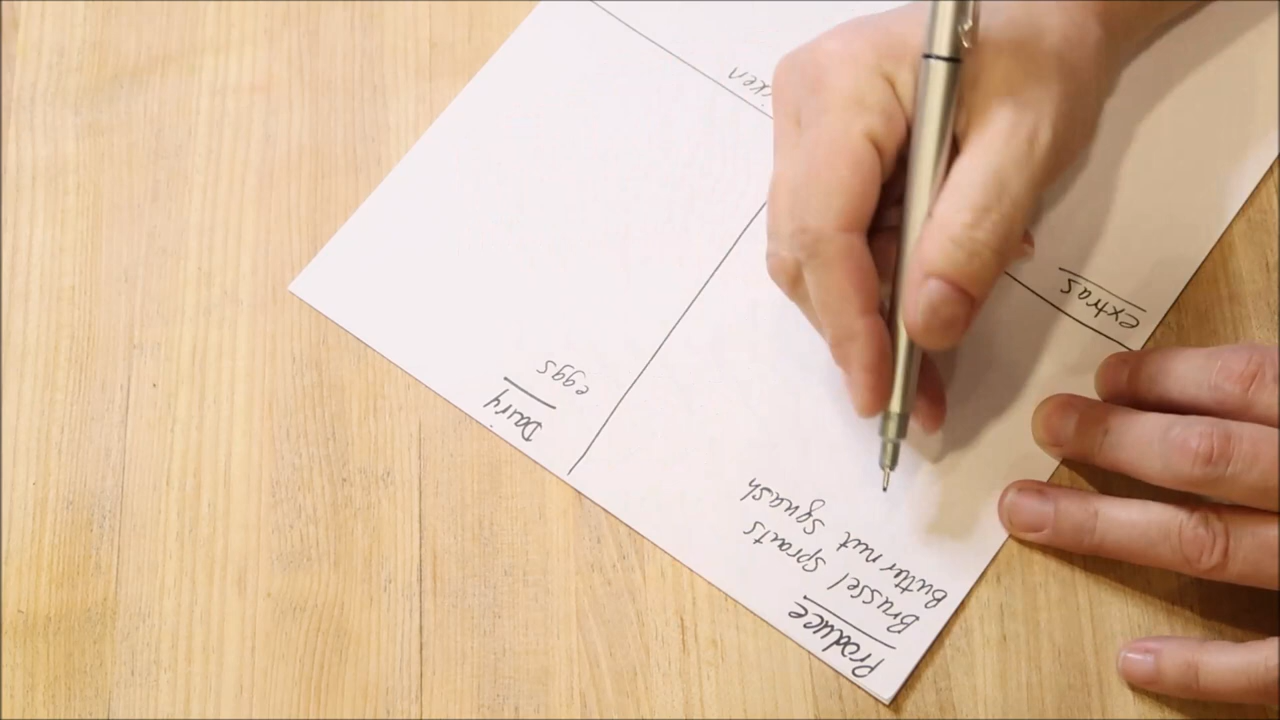 Produce
Brussel sprouts
Butternut Squash
Dairy
eggs
extras